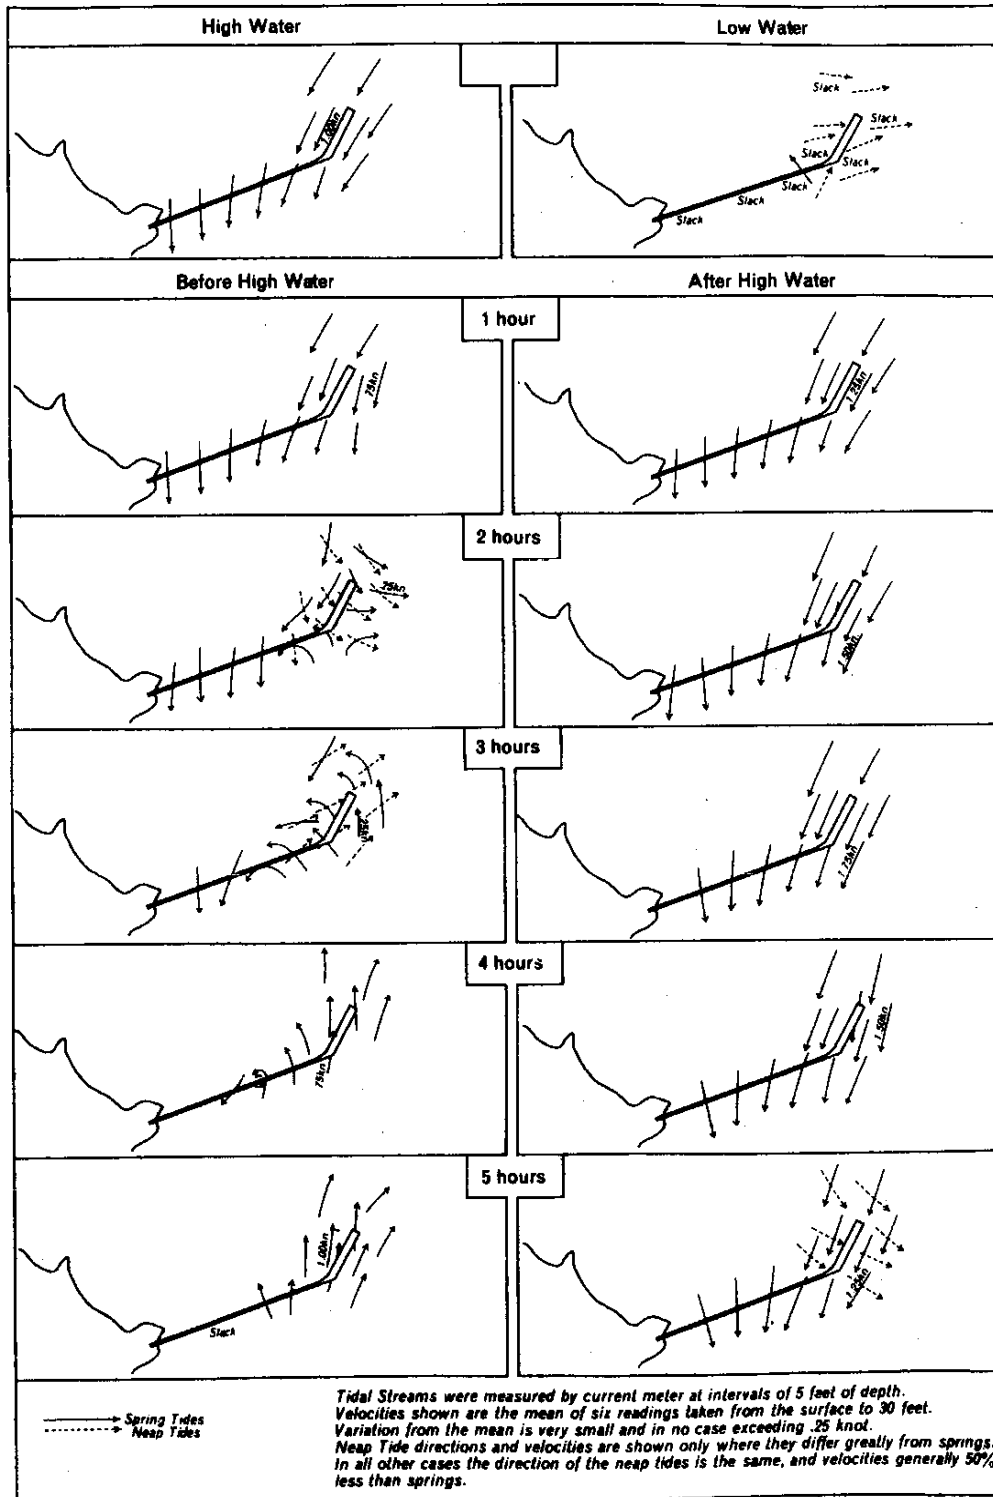 High Water
Low Water
1.00kn
Slack
Slack
Slack
Slack
Slack
Slack
Slack
Before High Water
After High Water
1 hour
.75kn
1.25kn
2 hours
.75kn
1.50kn
3 hours
.25kn
1.75kn
4 hours
.75kn
1.50kn
5 hours
1.00kn
Slack
1.25kn
Spring Tides
Neap Tides
Tidal Streams were measured by current meter at intervals of 5 feet of depth.
Velocities shown are the mean of six readings taken from the surface to 30 feet.
Variation from the mean is very small and in no case exceeding .25 knot.
Neap Tide directions and velocities are shown only where they differ greatly from springs.
In all other cases the direction of the neap tides is the same, and velocities generally 50%
less than springs.